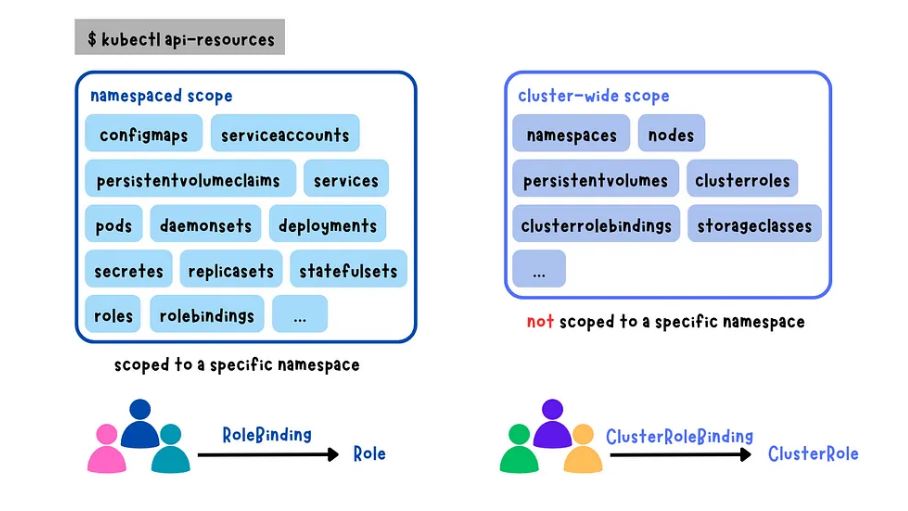 $ kubectl api-resources
namespaced scope
configmaps serviceaccounts
persistentvolumeclaims services
pods daemonsets deployments
secretes replicasets statefulsets
roles rolebindings ...
scoped to a specific namespace
RoleBinding
Role
cluster-wide scope
namespaces nodes
persistentvolumes clusterroles
clusterrolebindings storageclasses
...
not scoped to a specific namespace
ClusterRoleBinding
ClusterRole